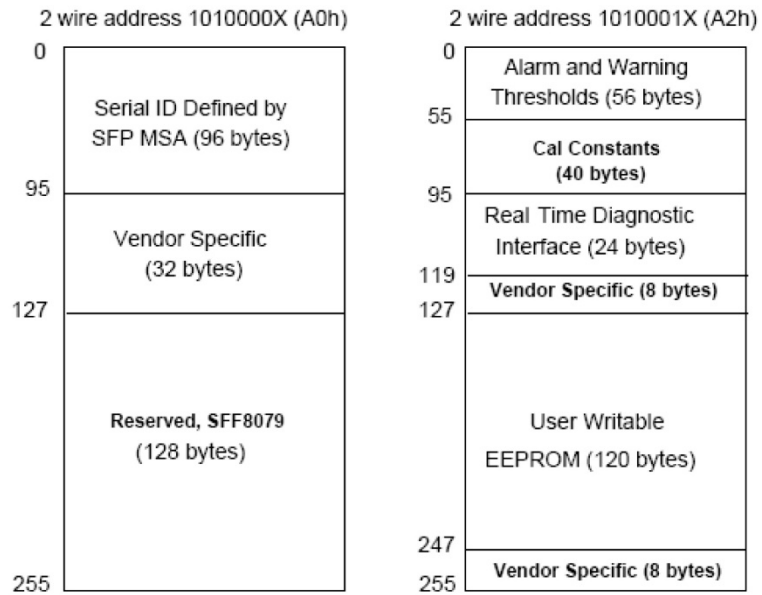 2 wire address 1010000X (A0h)
0
Serial ID Defined by
SFP MSA (96 bytes)
95
Vendor Specific
(32 bytes)
127
Reserved, SFF8079
(128 bytes)
255
2 wire address 1010001X (A2h)
0
Alarm and Warning
Thresholds (56 bytes)
55
Cal Constants
(40 bytes)
95
Real Time Diagnostic
Interface (24 bytes)
119
Vendor Specific (8 bytes)
127
User Writable
EEPROM (120 bytes)
247
Vendor Specific (8 bytes)
255